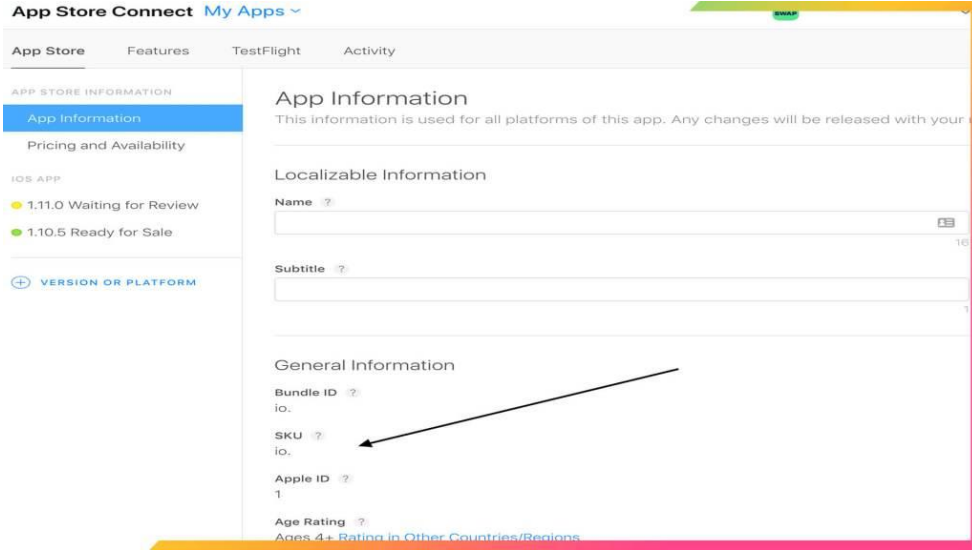 App Store Connect My Apps
SWAP
App Store Features TestFlight Activity
APP STORE INFORMATION
App Information
Pricing and Availability
IOS APP
1.11.0 Waiting for Review
1.10.5 Ready for Sale
VERSION OR PLATFORM
App Information
This information is used for all platforms of this app. Any changes will be released with your
Localizable Information
Name ?
16
Subtitle ?
1
General Information
Bundle ID ?
io.
SKU ?
io.
Apple ID ?
1
Age Rating ?
Ages 4+ Rating in Other Countries/Regions